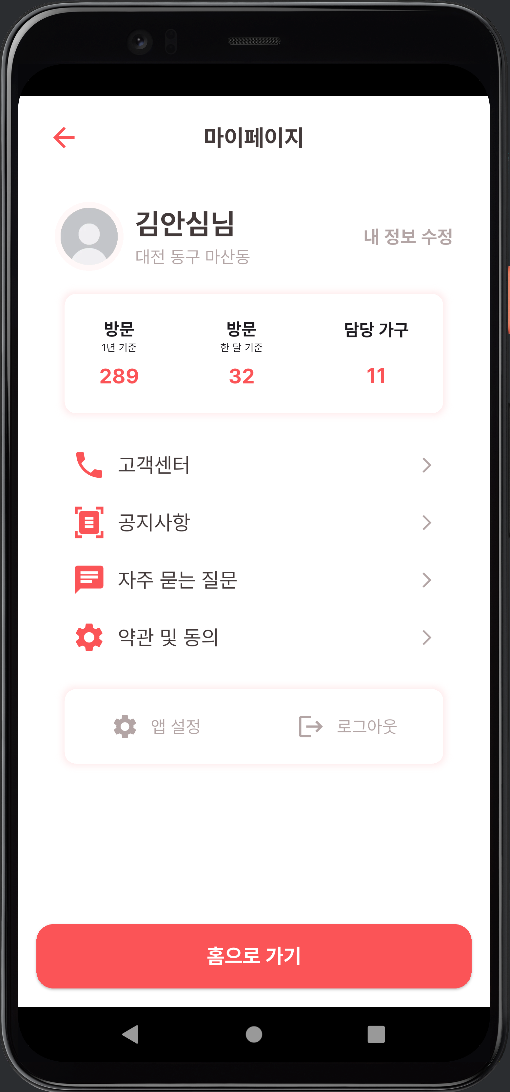 마이페이지
김안심님
대전 동구 마산동
내 정보 수정
방문
1년 기준
289
방문
한 달 기준
32
담당 가구
11
고객센터
공지사항
자주 묻는 질문
약관 및 동의
앱 설정
로그아웃
홈으로 가기